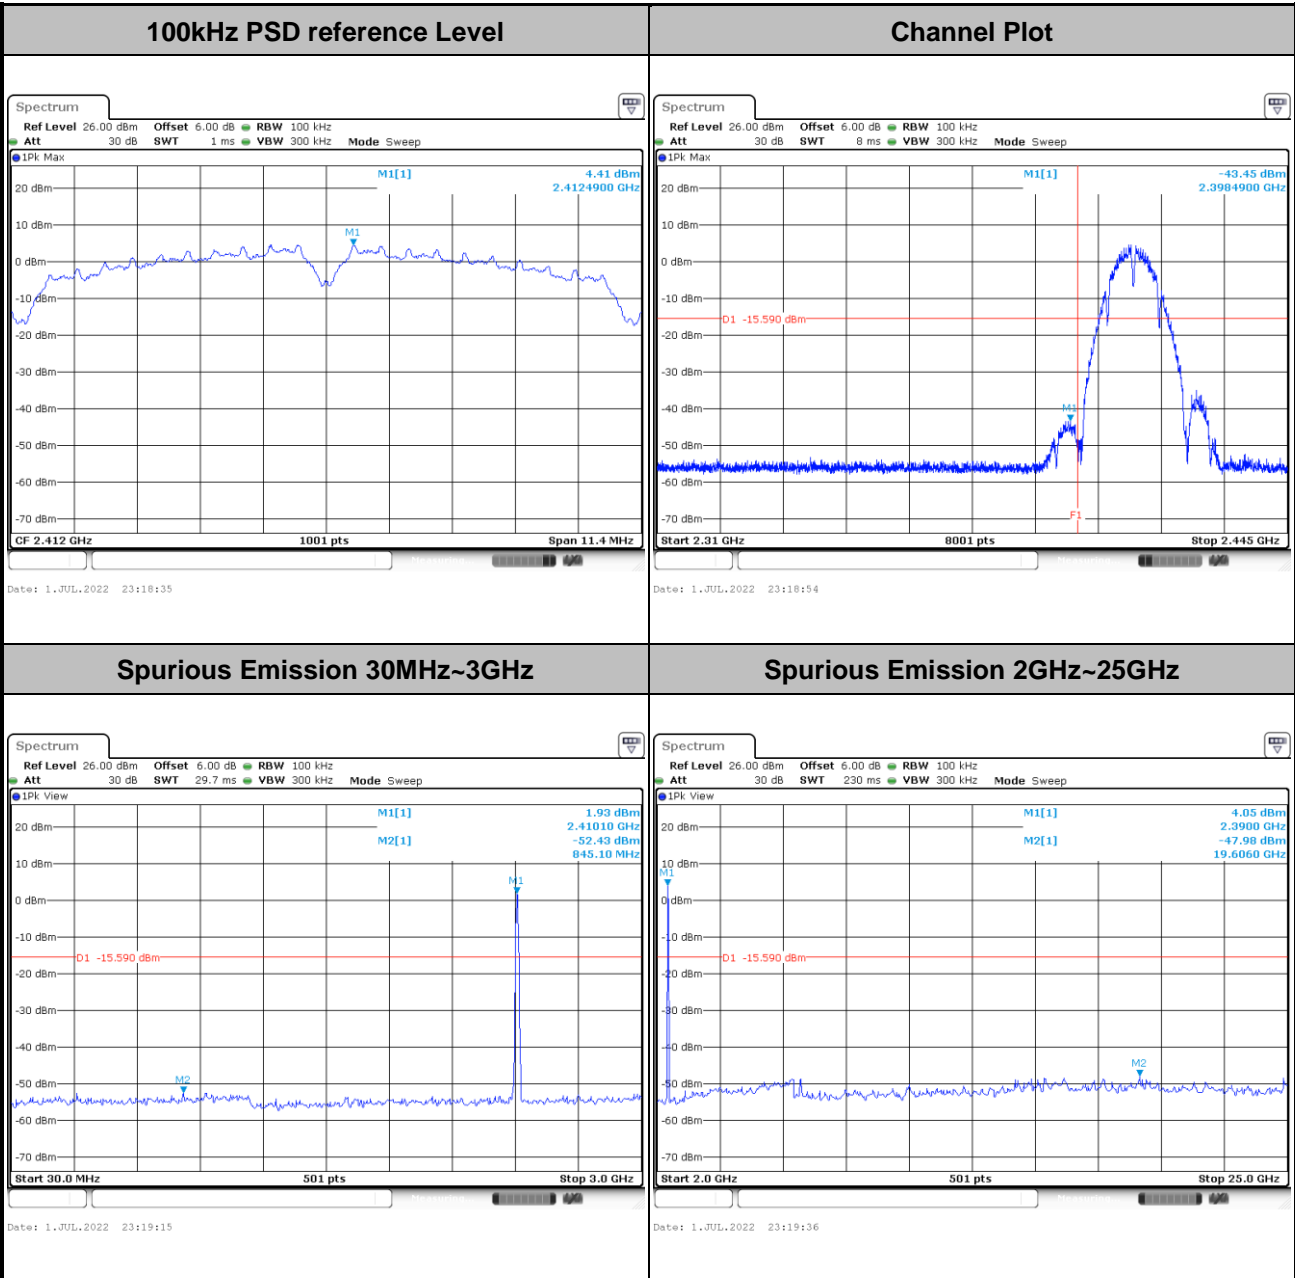 100kHz PSD reference Level
Channel Plot
Spectrum
Ref Level 26.00 dBm Offset 6.00 dB RBW 100 kHz
Att 30 dB SWT 1 ms VBW 300 kHz Mode Sweep
1Pk Max
M1[1] 4.41 dBm
2.4124900 GHz
20 dBm
10 dBm
M1
0 dBm
-10 dBm
-20 dBm
-30 dBm
-40 dBm
-50 dBm
-60 dBm
-70 dBm
CF 2.412 GHz 1001 pts Span 11.4 MHz
Measuring...
Date: 1.JUL.2022 23:18:35
Spectrum
Ref Level 26.00 dBm Offset 6.00 dB RBW 100 kHz
Att 30 dB SWT 8 ms VBW 300 kHz Mode Sweep
1Pk Max
M1[1] -43.45 dBm
2.3984900 GHz
20 dBm
10 dBm
0 dBm
-10 dBm
D1 -15.590 dBm
-20 dBm
-30 dBm
-40 dBm
M1
-50 dBm
-60 dBm
-70 dBm
F1
Start 2.31 GHz 8001 pts Stop 2.445 GHz
Measuring...
Date: 1.JUL.2022 23:18:54
Spurious Emission 30MHz~3GHz
Spurious Emission 2GHz~25GHz
Spectrum
Ref Level 26.00 dBm Offset 6.00 dB RBW 100 kHz
Att 30 dB SWT 29.7 ms VBW 300 kHz Mode Sweep
1Pk View
M1[1] 1.93 dBm
2.41010 GHz
M2[1] -52.43 dBm
845.10 MHz
20 dBm
10 dBm
M1
0 dBm
-10 dBm
D1 -15.590 dBm
-20 dBm
-30 dBm
-40 dBm
-50 dBm
M2
-60 dBm
-70 dBm
Start 30.0 MHz 501 pts Stop 3.0 GHz
Measuring...
Date: 1.JUL.2022 23:19:15
Spectrum
Ref Level 26.00 dBm Offset 6.00 dB RBW 100 kHz
Att 30 dB SWT 230 ms VBW 300 kHz Mode Sweep
1Pk View
M1[1] 4.05 dBm
2.3900 GHz
M2[1] -47.98 dBm
19.6060 GHz
20 dBm
10 dBm
M1
0 dBm
-10 dBm
D1 -15.590 dBm
-20 dBm
-30 dBm
-40 dBm
M2
-50 dBm
-60 dBm
-70 dBm
Start 2.0 GHz 501 pts Stop 25.0 GHz
Measuring...
Date: 1.JUL.2022 23:19:36